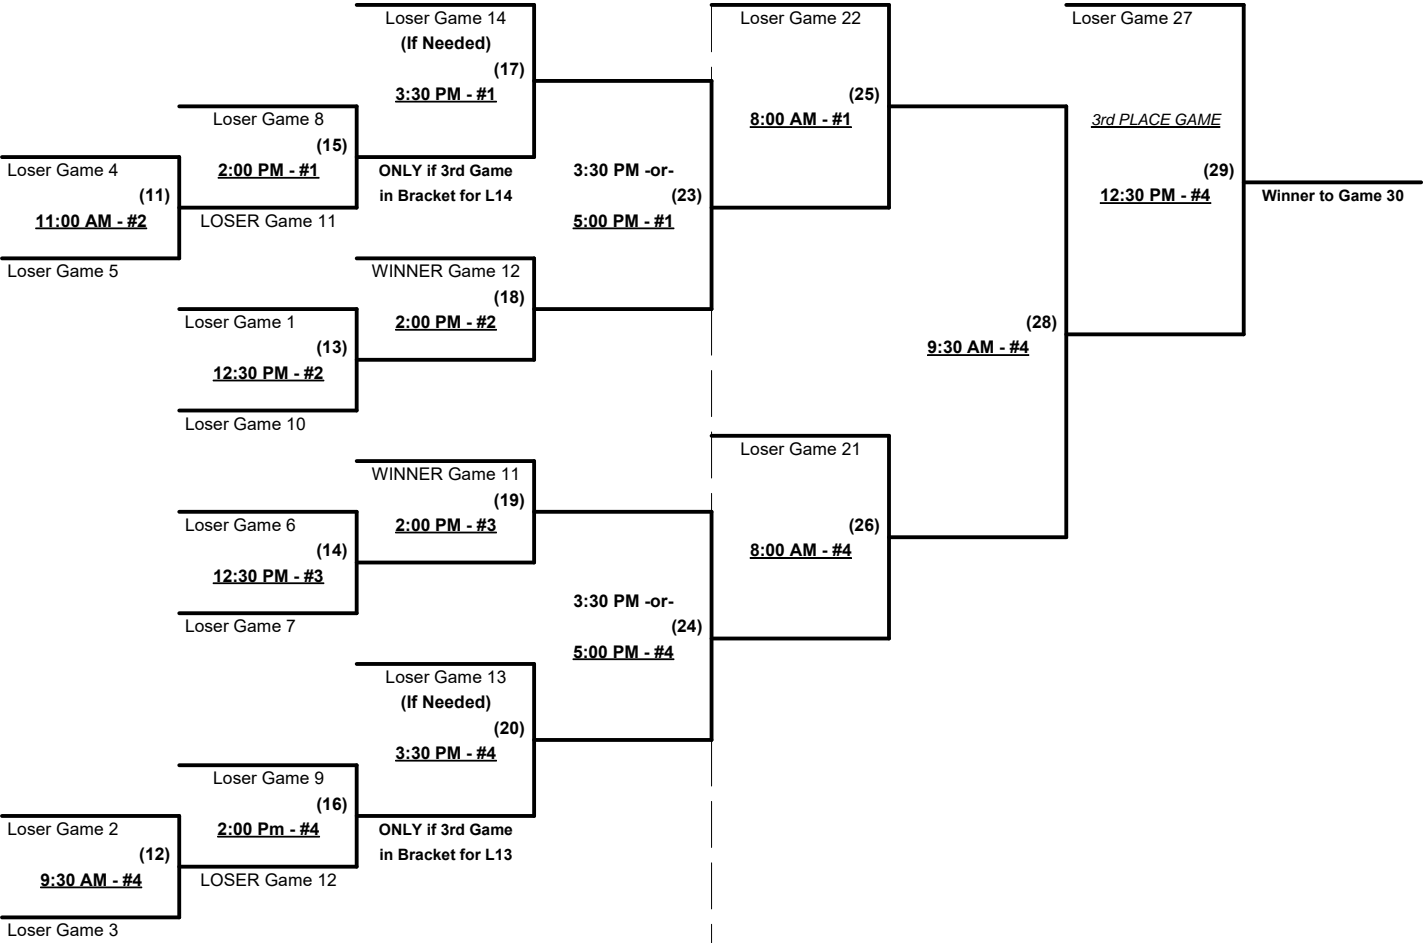 Loser Game 14
(If Needed)
(17)
3:30 PM - #1
Loser Game 22
(25)
8:00 AM - #1
Loser Game 27
3rd PLACE GAME
(29)
12:30 PM - #4
Winner to Game 30
Loser Game 8
(15)
2:00 PM - #1
LOSER Game 11
Loser Game 4
(11)
11:00 AM - #2
Loser Game 5
ONLY if 3rd Game
in Bracket for L14
3:30 PM -or-
(23)
5:00 PM - #1
WINNER Game 12
(18)
2:00 PM - #2
Loser Game 1
(13)
12:30 PM - #2
Loser Game 10
(28)
9:30 AM - #4
WINNER Game 11
(19)
2:00 PM - #3
Loser Game 21
(26)
8:00 AM - #4
Loser Game 6
(14)
12:30 PM - #3
Loser Game 7
3:30 PM -or-
(24)
5:00 PM - #4
Loser Game 13
(If Needed)
(20)
3:30 PM - #4
Loser Game 9
(16)
2:00 Pm - #4
LOSER Game 12
ONLY if 3rd Game
in Bracket for L13
Loser Game 2
(12)
9:30 AM - #4
Loser Game 3